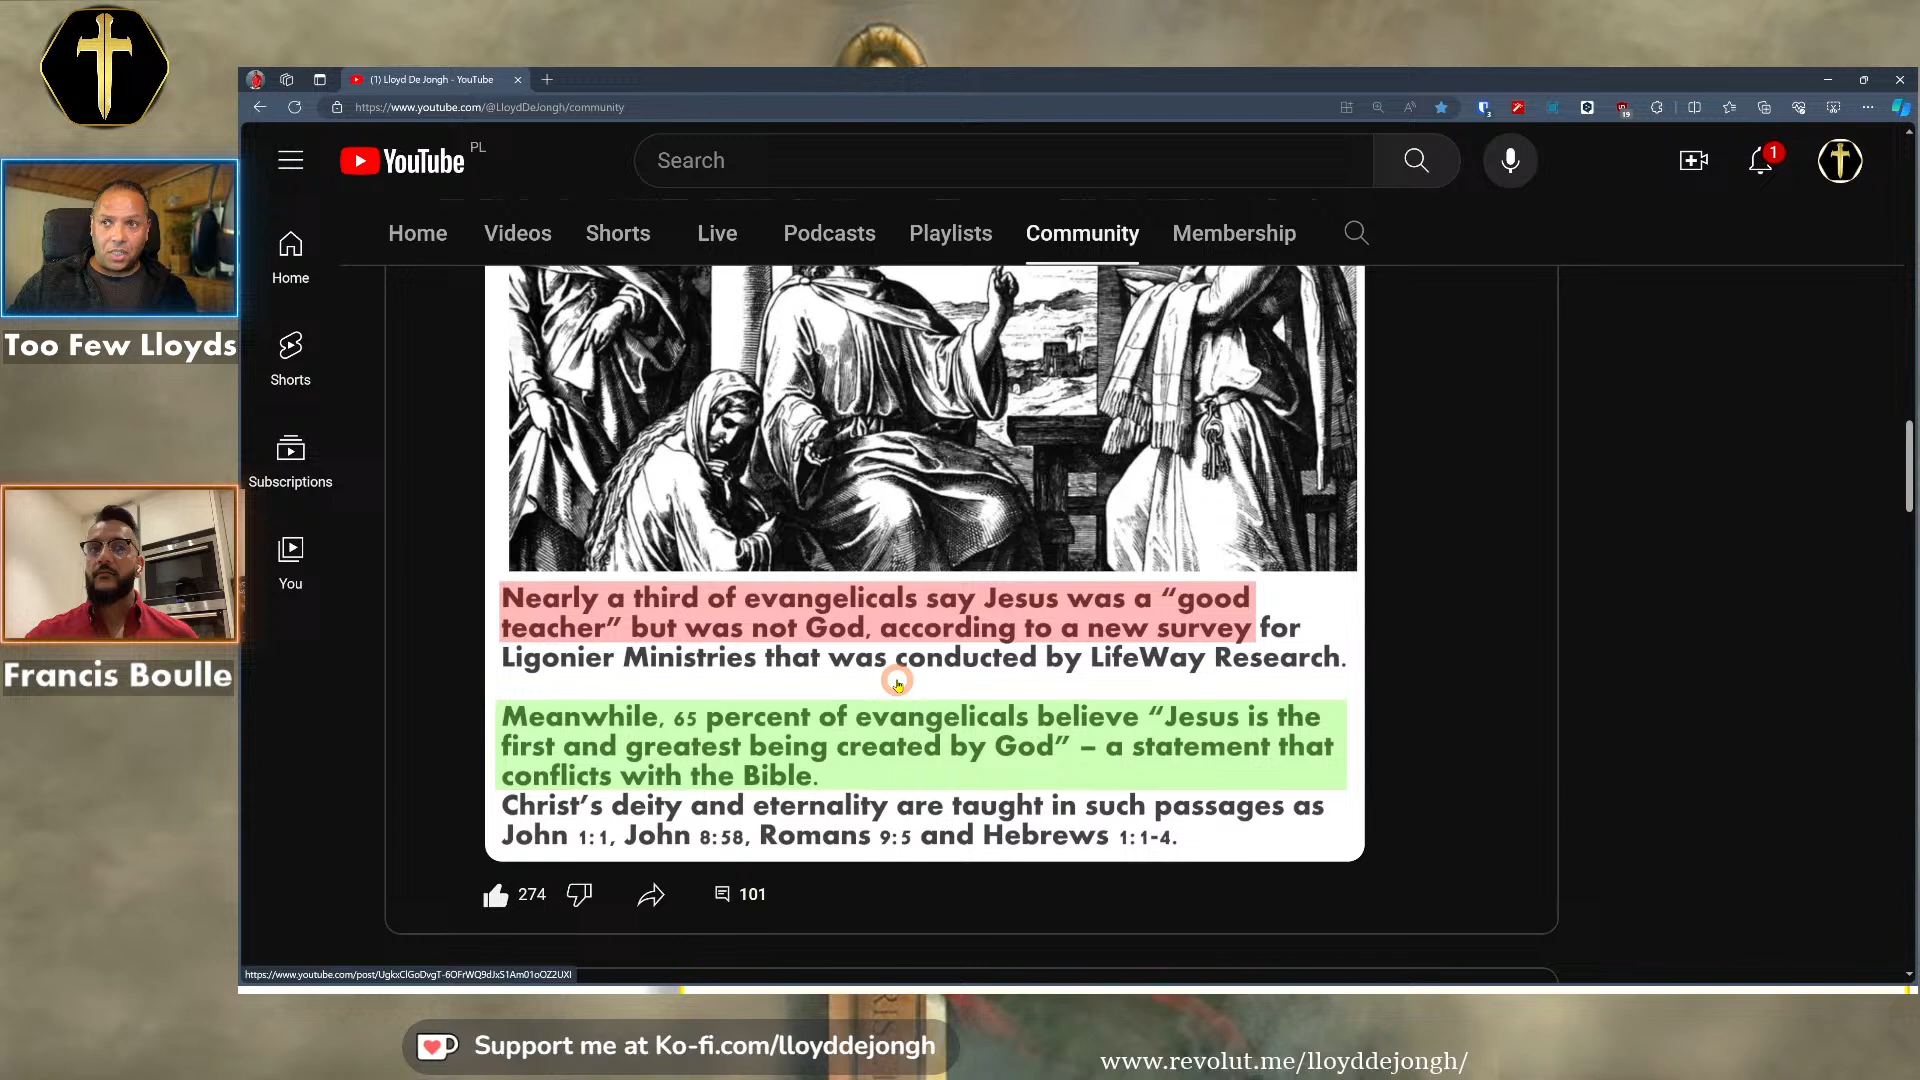 (1) Lloyd De Jongh - YouTube
https://www.youtube.com/@LloydDeJongh/community
YouTube PL
Search
1
Home Videos Shorts Live Podcasts Playlists Community Membership
Home
Shorts
Subscriptions
You
Too Few Lloyds
Francis Boulle
Nearly a third of evangelicals say Jesus was a “good
teacher” but was not God, according to a new survey for
Ligonier Ministries that was conducted by LifeWay Research.
Meanwhile, 65 percent of evangelicals believe “Jesus is the
first and greatest being created by God” – a statement that
conflicts with the Bible.
Christ’s deity and eternality are taught in such passages as
John 1:1, John 8:58, Romans 9:5 and Hebrews 1:1-4.
274
101
Support me at Ko-fi.com/lloyddejongh
www.revolut.me/lloyddejongh/